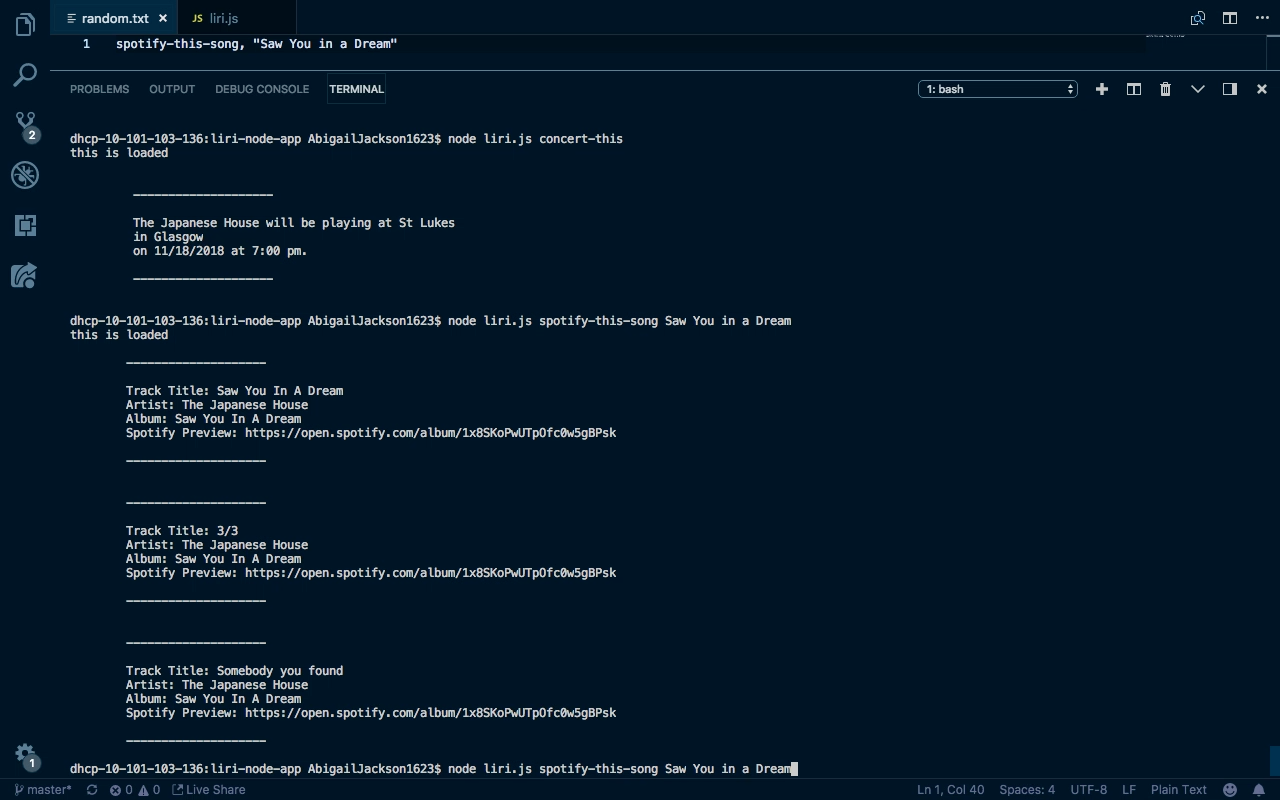 random.txt ×
JS liri.js
1 spotify-this-song, "Saw You in a Dream"
PROBLEMS OUTPUT DEBUG CONSOLE TERMINAL
1: bash
2
dhcp-10-101-103-136:liri-node-app AbigailJackson1623$ node liri.js concert-this
this is loaded
--------------------
The Japanese House will be playing at St Lukes
in Glasgow
on 11/18/2018 at 7:00 pm.
--------------------
dhcp-10-101-103-136:liri-node-app AbigailJackson1623$ node liri.js spotify-this-song Saw You in a Dream
this is loaded
--------------------
Track Title: Saw You In A Dream
Artist: The Japanese House
Album: Saw You In A Dream
Spotify Preview: https://open.spotify.com/album/1x8SKoPwUTpOfc0w5gBPsk
--------------------
--------------------
Track Title: 3/3
Artist: The Japanese House
Album: Saw You In A Dream
Spotify Preview: https://open.spotify.com/album/1x8SKoPwUTpOfc0w5gBPsk
--------------------
--------------------
Track Title: Somebody you found
Artist: The Japanese House
Album: Saw You In A Dream
Spotify Preview: https://open.spotify.com/album/1x8SKoPwUTpOfc0w5gBPsk
--------------------
1
dhcp-10-101-103-136:liri-node-app AbigailJackson1623$ node liri.js spotify-this-song Saw You in a Dream
master* 0 0 Live Share Ln 1, Col 40 Spaces: 4 UTF-8 LF Plain Text